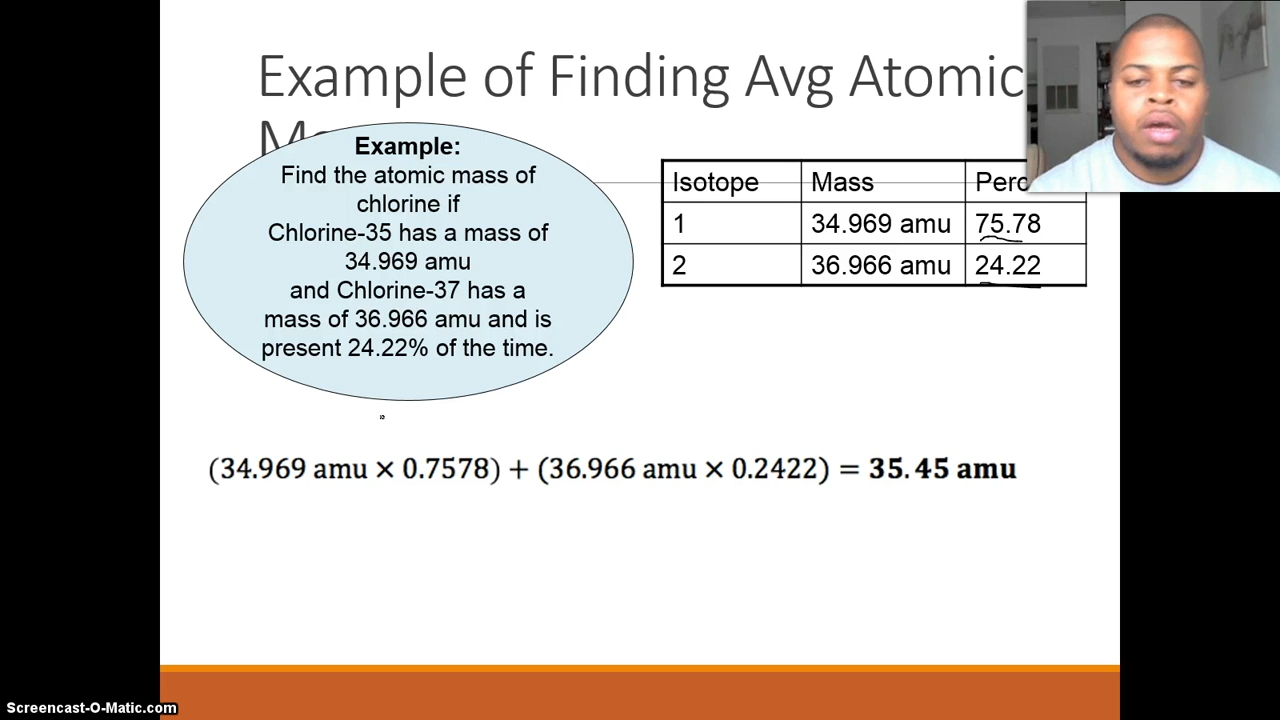 Example of Finding Avg Atomic
Example:
Find the atomic mass of
chlorine if
Chlorine-35 has a mass of
34.969 amu
and Chlorine-37 has a
mass of 36.966 amu and is
present 24.22% of the time.
Isotope Mass
1 34.969 amu 75.78
2 36.966 amu 24.22
(34.969 amu × 0.7578) + (36.966 amu × 0.2422) = 35.45 amu
Screencast-O-Matic.com